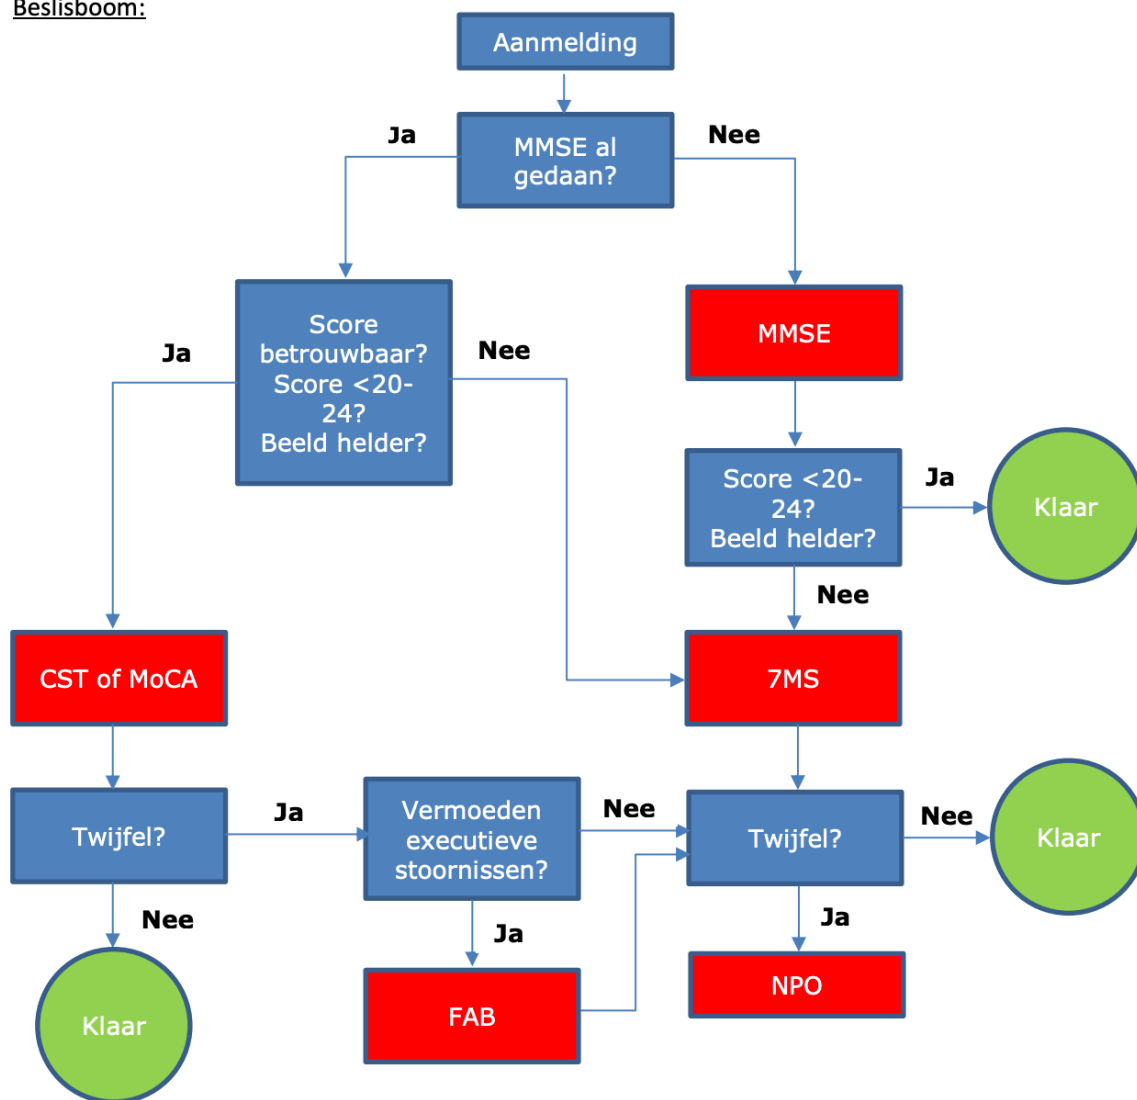 Beslisboom:
Aanmelding
MMSE al
gedaan?
Ja
Nee
Score
betrouwbaar?
Score <20-
24?
Beeld helder?
Ja
Nee
MMSE
Score <20-
24?
Beeld helder?
Ja
Klaar
Nee
CST of MoCA
7MS
Twijfel?
Ja
Vermoeden
executieve
stoornissen?
Nee
Twijfel?
Nee
Klaar
Nee
Ja
Ja
Klaar
FAB
NPO